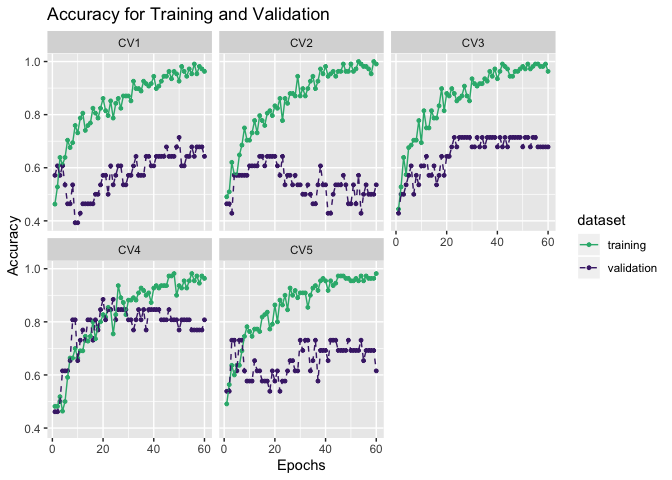 Accuracy for Training and Validation
CV1 CV2 CV3
1.0
0.8
0.6
0.4
0 20 40 60
CV4 CV5
1.0
0.8
0.6
0.4
0 20 40 60 0 20 40 60
Accuracy
Epochs
dataset
training
validation